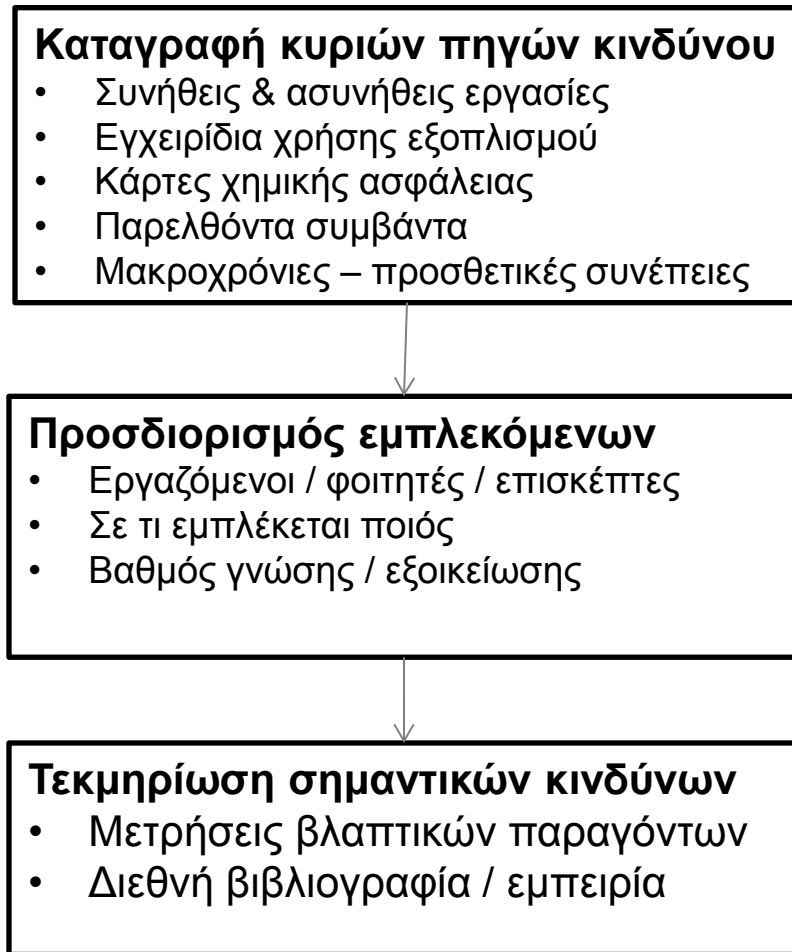 Καταγραφή κυριών πηγών κινδύνου
• Συνήθεις & ασυνήθεις εργασίες
• Εγχειρίδια χρήσης εξοπλισμού
• Κάρτες χημικής ασφάλειας
• Παρελθόντα συμβάντα
• Μακροχρόνιες – προσθετικές συνέπειες
Προσδιορισμός εμπλεκόμενων
• Εργαζόμενοι / φοιτητές / επισκέπτες
• Σε τι εμπλέκεται ποιός
• Βαθμός γνώσης / εξοικείωσης
Τεκμηρίωση σημαντικών κινδύνων
• Μετρήσεις βλαπτικών παραγόντων
• Διεθνή βιβλιογραφία / εμπειρία